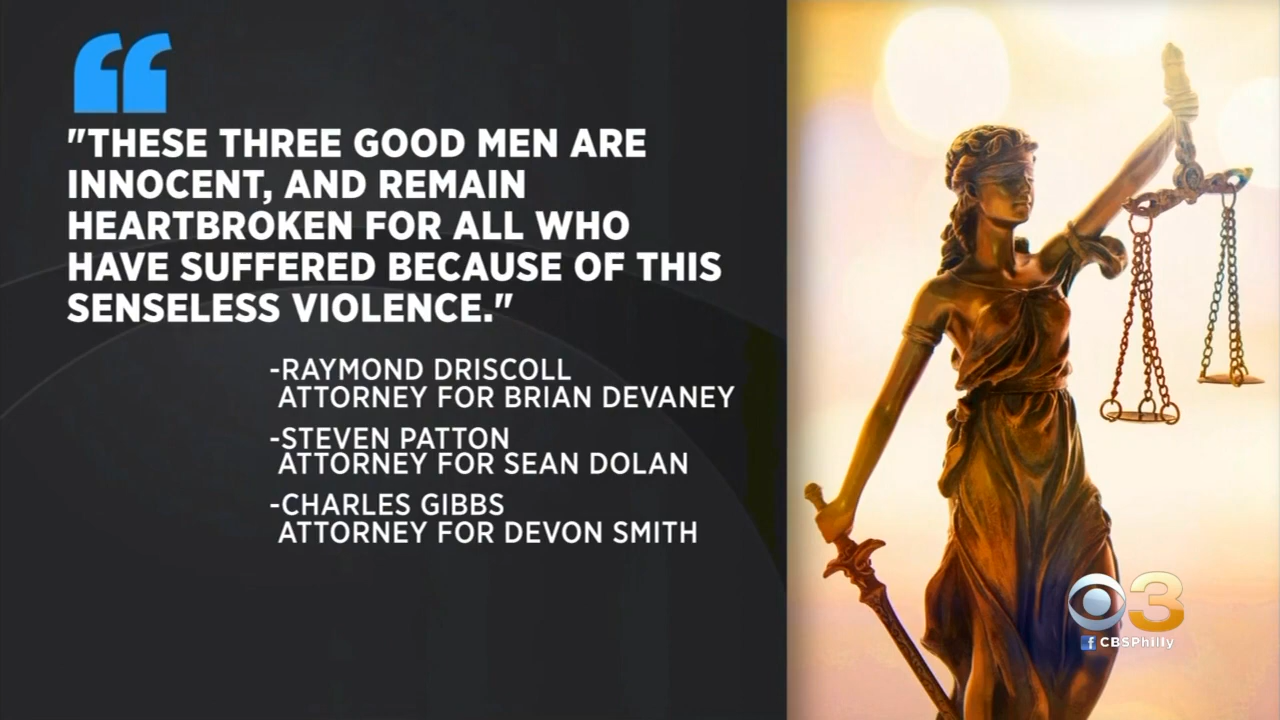 "THESE THREE GOOD MEN ARE
INNOCENT, AND REMAIN
HEARTBROKEN FOR ALL WHO
HAVE SUFFERED BECAUSE OF THIS
SENSELESS VIOLENCE."
-RAYMOND DRISCOLL
ATTORNEY FOR BRIAN DEVANEY
-STEVEN PATTON
ATTORNEY FOR SEAN DOLAN
-CHARLES GIBBS
ATTORNEY FOR DEVON SMITH
3
f CBSPhilly